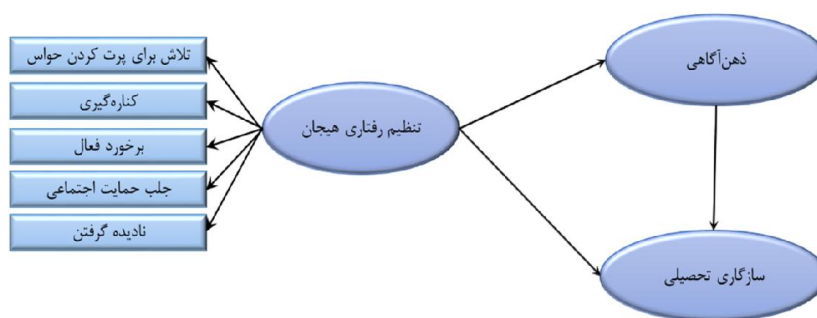 ذهن‌آگاهی
تنظیم رفتاری هیجان
سازگاری تحصیلی
تلاش برای پرت کردن حواس
کناره‌گیری
برخورد فعال
جلب حمایت اجتماعی
نادیده گرفتن